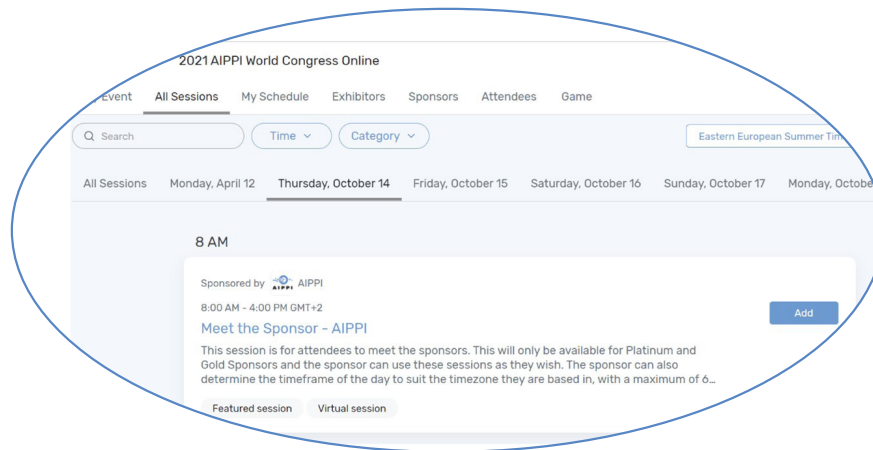 2021 AIPPI World Congress Online
Event All Sessions My Schedule Exhibitors Sponsors Attendees Game
Search Time Category Eastern European Summer
All Sessions Monday, April 12 Thursday, October 14 Friday, October 15 Saturday, October 16 Sunday, October 17 Monday, Octobe
8 AM
Sponsored by AIPPI AIPPI
8:00 AM - 4:00 PM GMT+2
Add
Meet the Sponsor - AIPPI
This session is for attendees to meet the sponsors. This will only be available for Platinum and
Gold Sponsors and the sponsor can use these sessions as they wish. The sponsor can also
determine the timeframe of the day to suit the timezone they are based in, with a maximum of 6...
Featured session Virtual session